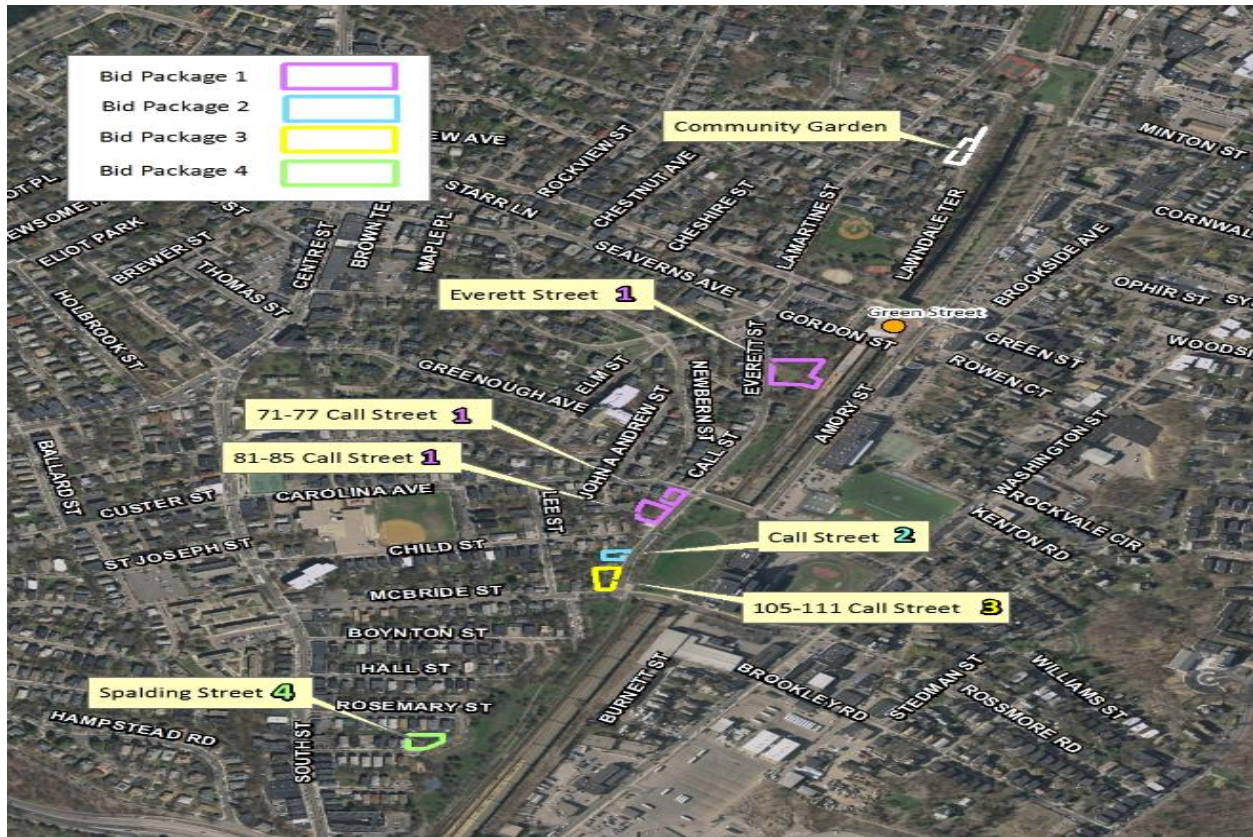 Bid Package 1
Bid Package 2
Bid Package 3
Bid Package 4
Community Garden
MINTON ST
EW AVE
ROCKVIEW ST
CHESTNUT AVE
CHESHIRE ST
STARR LN
LAMARTINE ST
LAWNDALE TER
CORNWAL
ELIOT PARK
BREWER ST
THOMAS ST
CENTRE ST
BROWN TE
MAPLE PL
SEAVERNS AVE
BROOKSIDE AVE
OPHIR ST
SY
HOLBROOK ST
Everett Street 1
GORDON ST
Green Street
GREEN ST
WOODS
ROWEN CT
GREENOUGH AVE
ELM ST
NEWBERN ST
EVERETT ST
AMORY ST
71-77 Call Street 1
JOHN A ANDREW ST
CALL ST
WASHINGTON ST
81-85 Call Street 1
BALLARD ST
CUSTER ST
CAROLINA AVE
LEE ST
ROCKVALE CIR
KENTON RD
ST JOSEPH ST
CHILD ST
Call Street 2
MCBRIDE ST
105-111 Call Street 3
BOYNTON ST
HALL ST
BURNETT ST
BROOKLEY RD
STEDMAN ST
WILLIAMS ST
ROSSMORE RD
Spalding Street 4
ROSEMARY ST
HAMPSTEAD RD
SOUTH ST